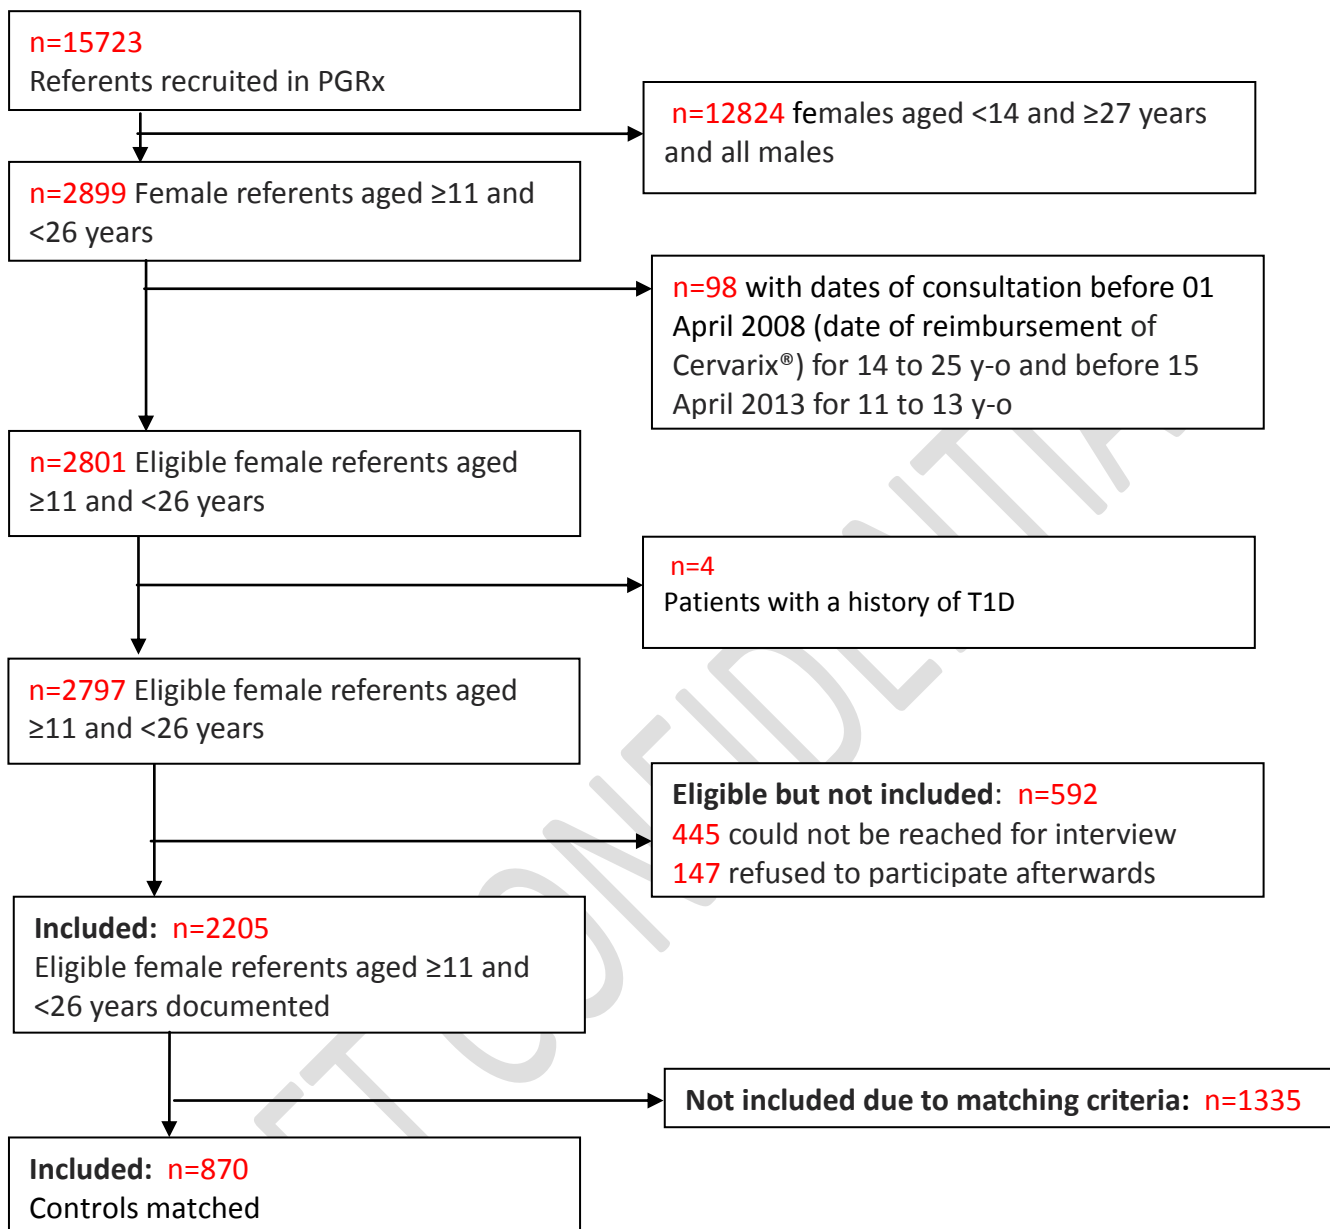 n=15723
Referents recruited in PGRx
n=12824 females aged <14 and ≥27 years
and all males
n=2899 Female referents aged ≥11 and
<26 years
n=98 with dates of consultation before 01
April 2008 (date of reimbursement of
Cervarix®) for 14 to 25 y-o and before 15
April 2013 for 11 to 13 y-o
n=2801 Eligible female referents aged
≥11 and <26 years
n=4
Patients with a history of T1D
n=2797 Eligible female referents aged
≥11 and <26 years
Eligible but not included: n=592
445 could not be reached for interview
147 refused to participate afterwards
Included: n=2205
Eligible female referents aged ≥11 and
<26 years documented
Not included due to matching criteria: n=1335
Included: n=870
Controls matched